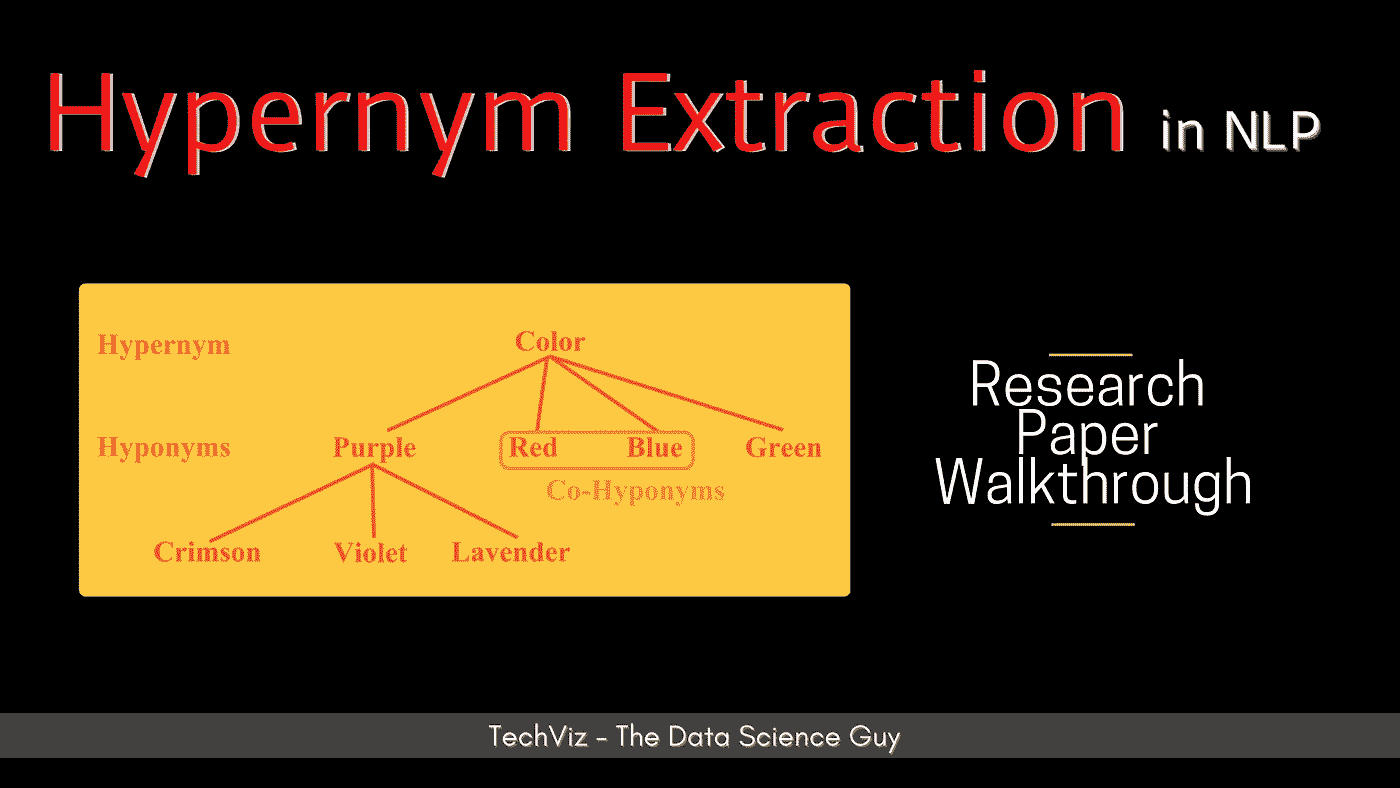 Hypernym Extraction in NLP
Hypernym Color
Hyponyms Purple Red Blue Green
Co-Hyponyms
Crimson Violet Lavender
Research
Paper
Walkthrough
TechViz - The Data Science Guy